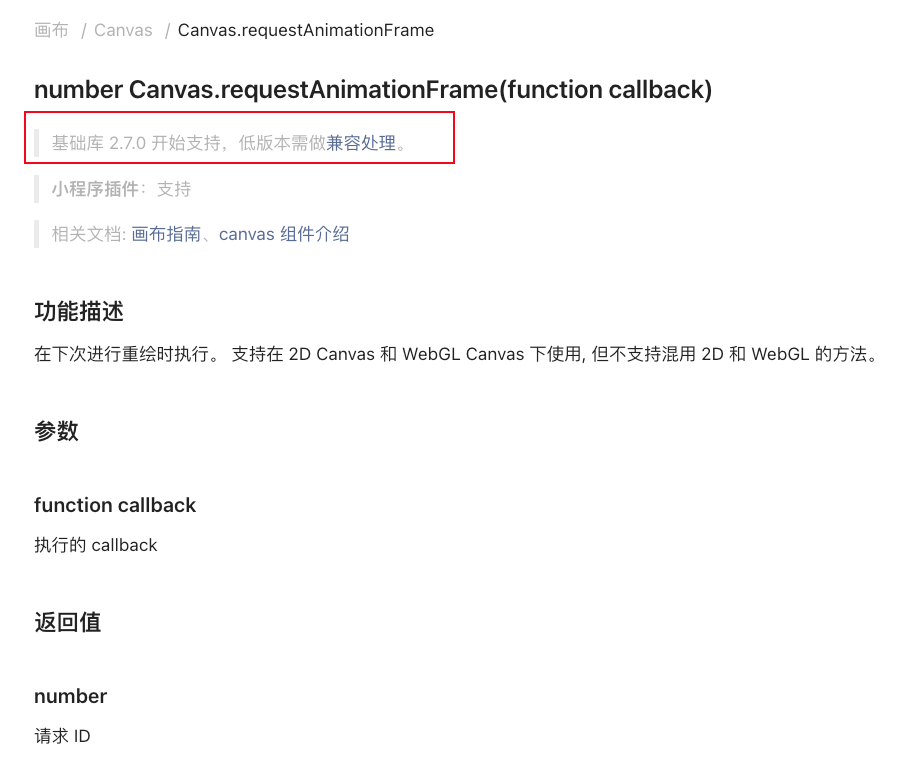 画布 / Canvas / Canvas.requestAnimationFrame
number Canvas.requestAnimationFrame(function callback)
基础库 2.7.0 开始支持，低版本需做兼容处理。
小程序插件：支持
相关文档: 画布指南、canvas 组件介绍
功能描述
在下次进行重绘时执行。 支持在 2D Canvas 和 WebGL Canvas 下使用, 但不支持混用 2D 和 WebGL 的方法。
参数
function callback
执行的 callback
返回值
number
请求 ID